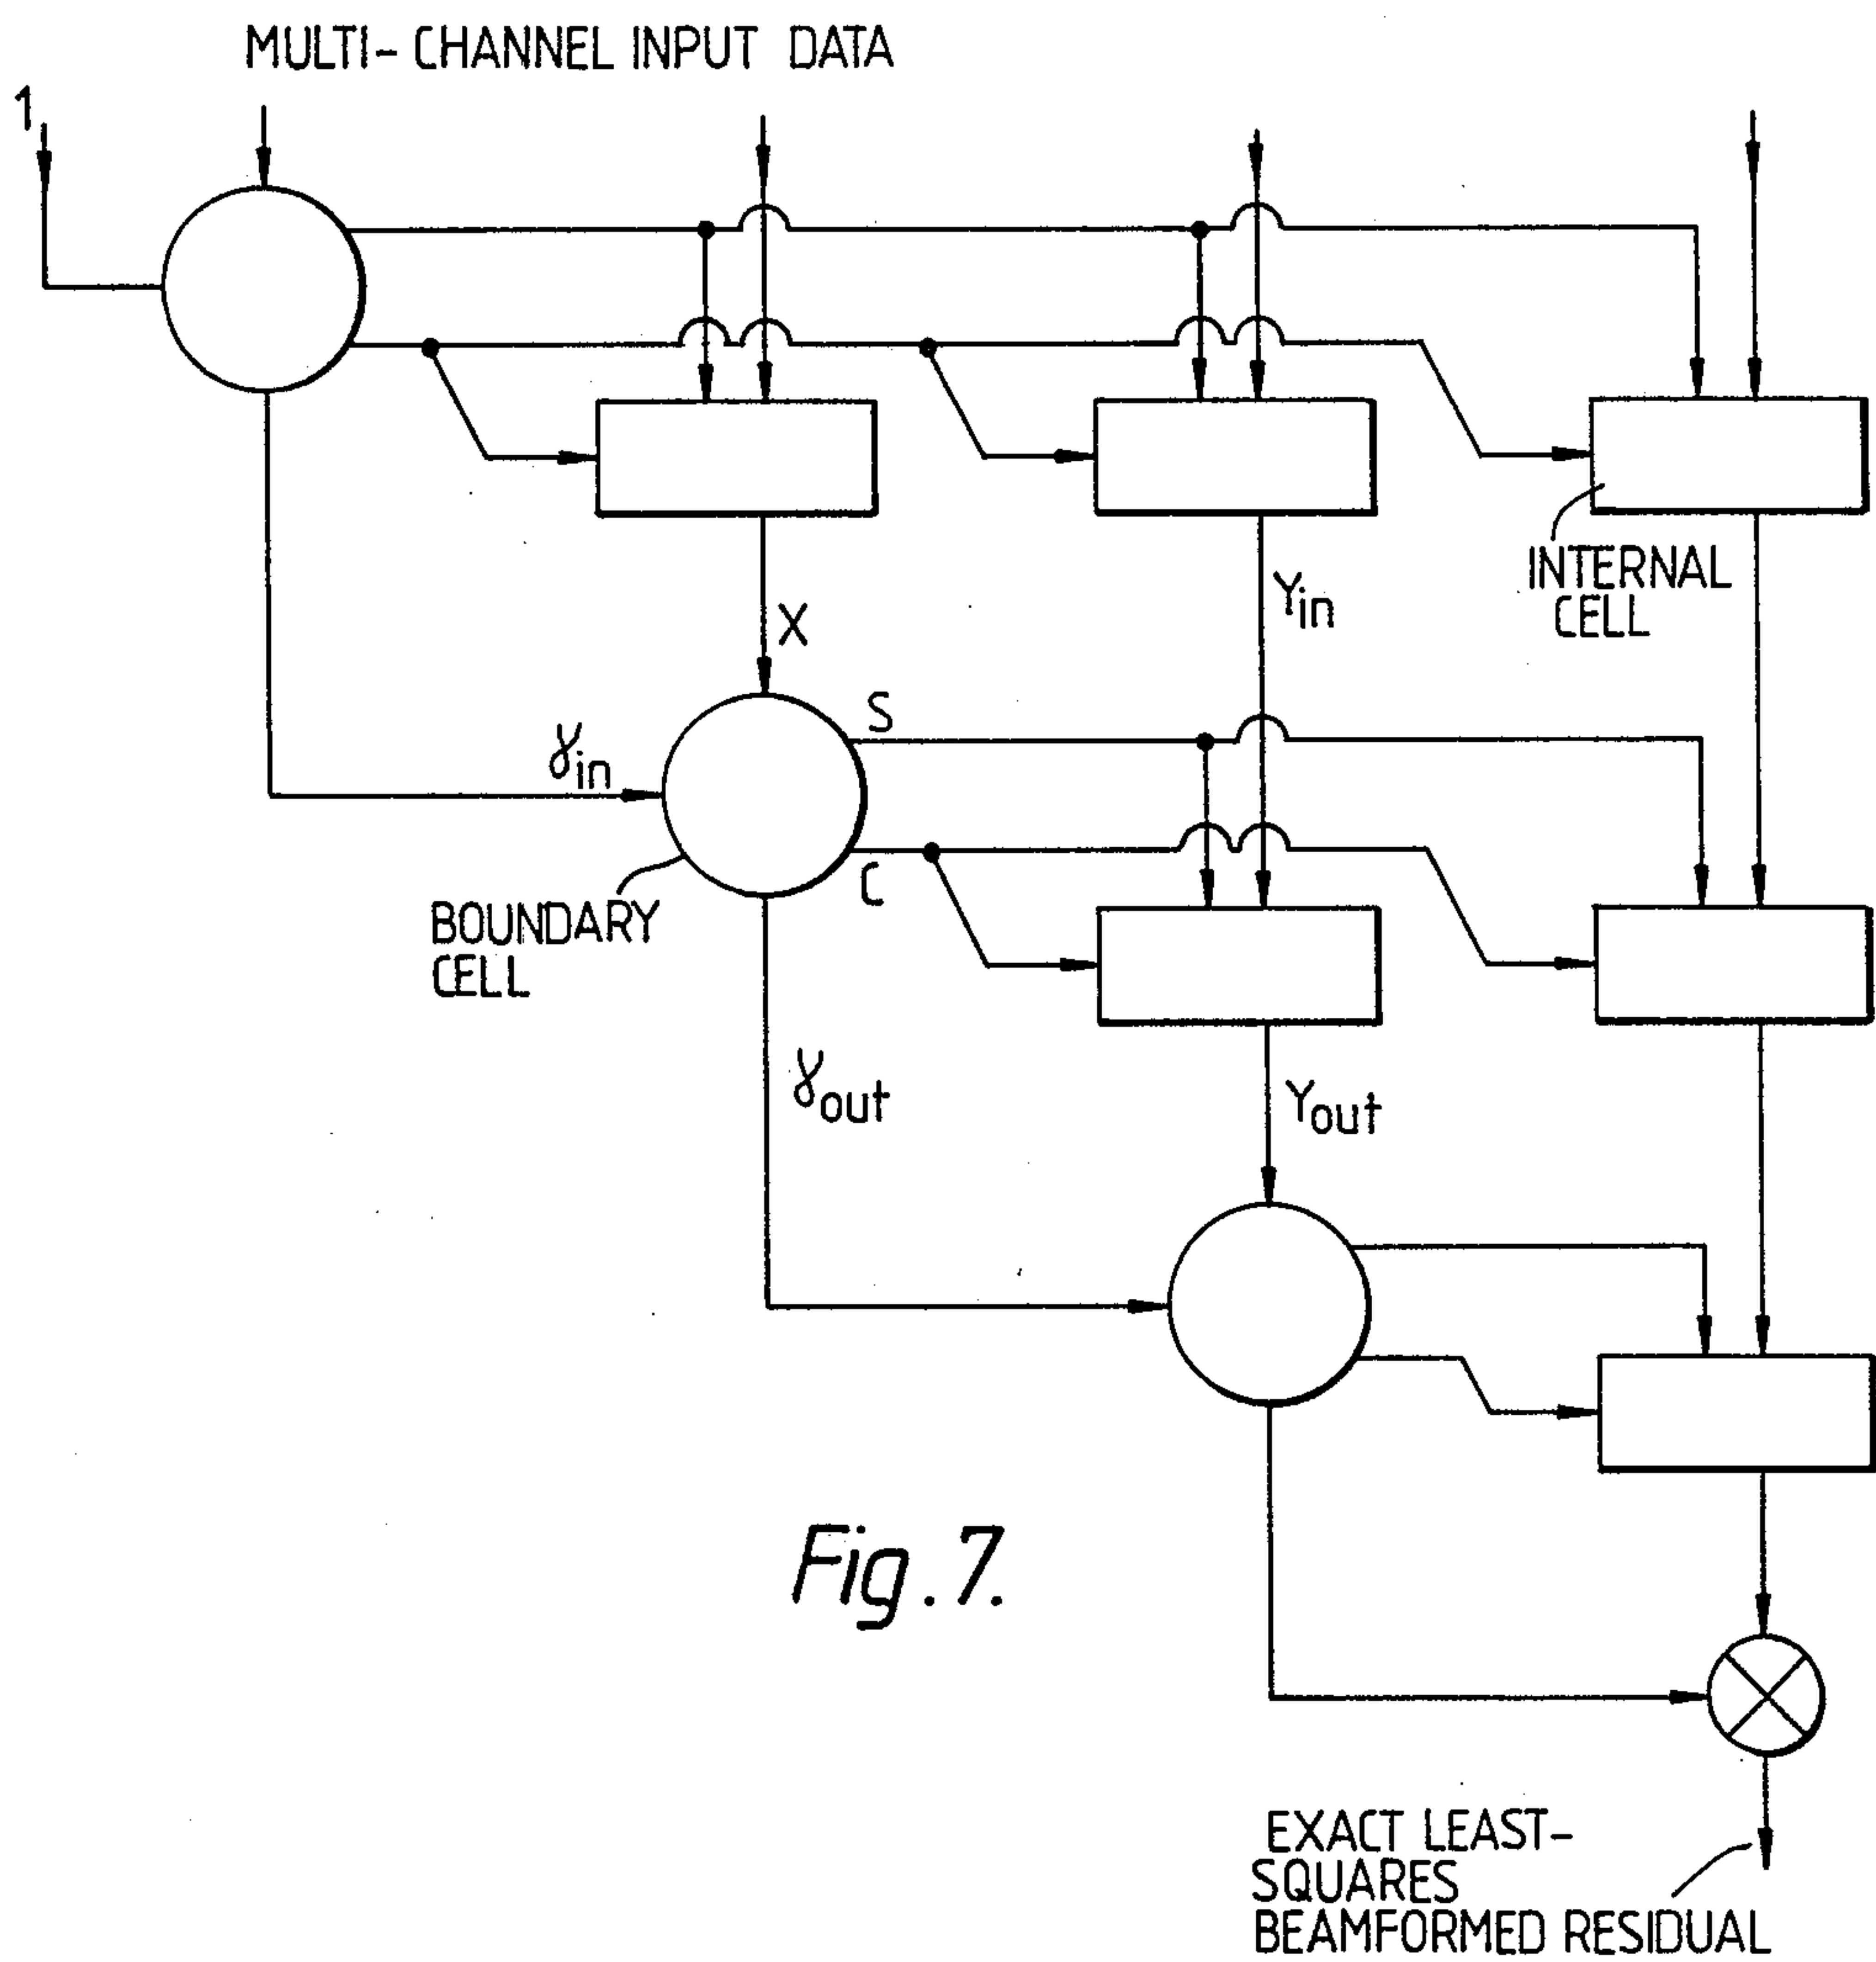 MULTI- CHANNEL INPUT DATA
1
INTERNAL
CELL
Yin
X
S
γin
C
BOUNDARY
CELL
γout
Yout
Fig. 7.
EXACT LEAST-
SQUARES
BEAMFORMED RESIDUAL